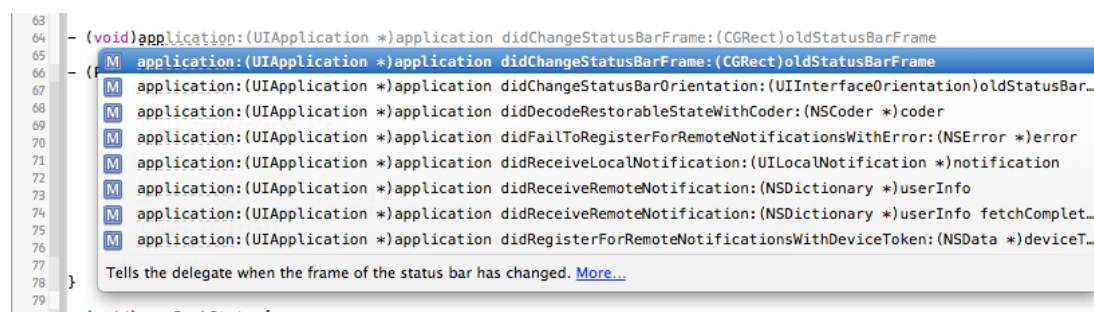 63
64 - (void)application:(UIApplication *)application didChangeStatusBarFrame:(CGRect)oldStatusBarFrame
65 M application:(UIApplication *)application didChangeStatusBarFrame:(CGRect)oldStatusBarFrame
66 - (
67 M application:(UIApplication *)application didChangeStatusBarOrientation:(UIInterfaceOrientation)oldStatusBar…
68 M application:(UIApplication *)application didDecodeRestorableStateWithCoder:(NSCoder *)coder
69
70 M application:(UIApplication *)application didFailToRegisterForRemoteNotificationsWithError:(NSError *)error
71 M application:(UIApplication *)application didReceiveLocalNotification:(UILocalNotification *)notification
72
73 M application:(UIApplication *)application didReceiveRemoteNotification:(NSDictionary *)userInfo
74 M application:(UIApplication *)application didReceiveRemoteNotification:(NSDictionary *)userInfo fetchComplet…
75
76 M application:(UIApplication *)application didRegisterForRemoteNotificationsWithDeviceToken:(NSData *)deviceT…
77
Tells the delegate when the frame of the status bar has changed. More...
78 }
79